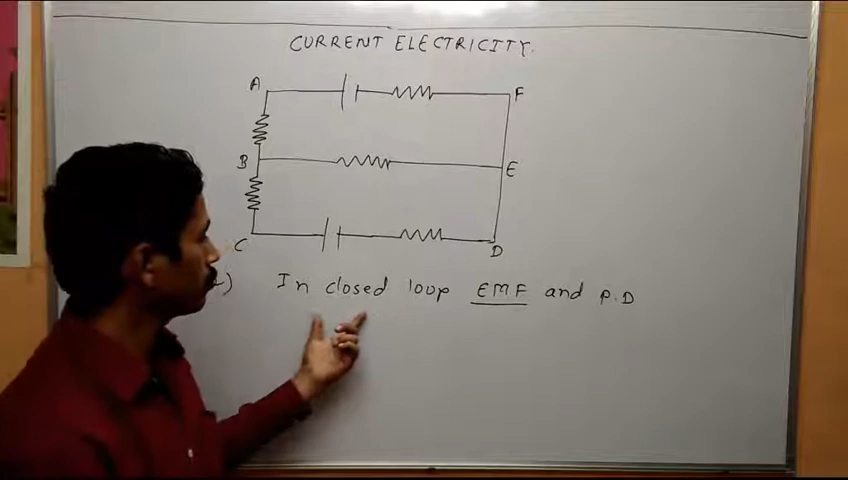 CURRENT ELECTRICITY.
A F
B E
C D
In closed loop EMF and P.D